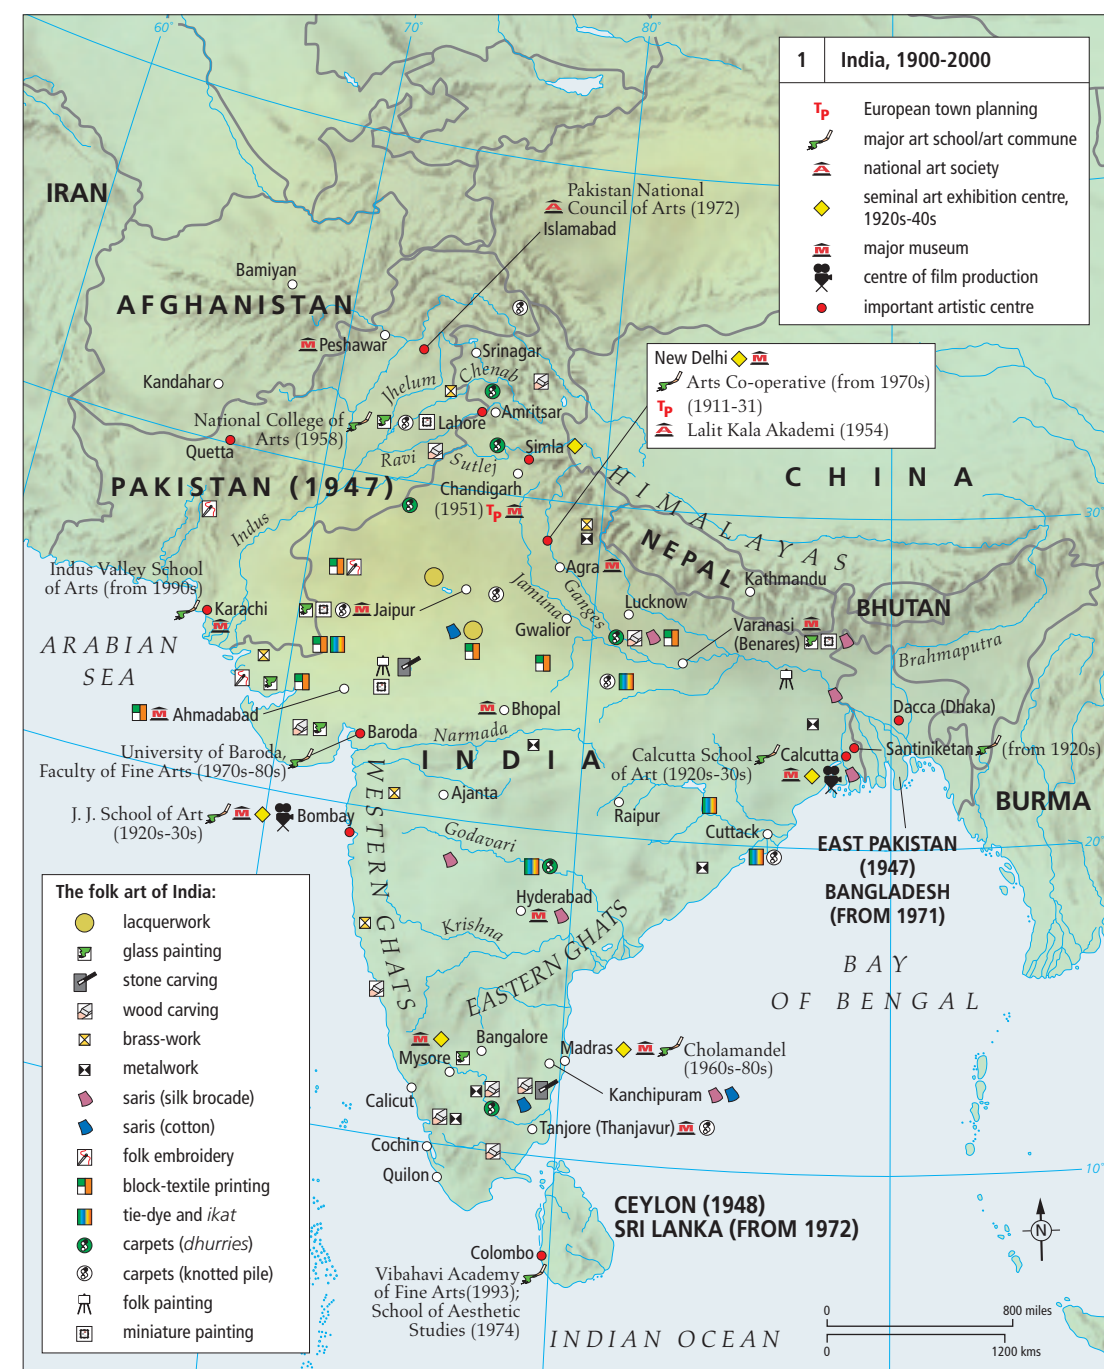 60°
70°
80°
1
India, 1900-2000
TP
European town planning
major art school/art commune
A
national art society
seminal art exhibition centre,
1920s-40s
M
major museum
centre of film production
important artistic centre
IRAN
Pakistan National
A Council of Arts (1972)
Islamabad
Bamiyan
AFGHANISTAN
M Peshawar
Srinagar
Jhelum
Chenab
Kandahar
New Delhi M
Arts Co-operative (from 1970s)
TP (1911-31)
A Lalit Kala Akademi (1954)
National College of
Arts (1958)
Lahore
Amritsar
Quetta
Ravi
Sutlej
Simla
PAKISTAN (1947)
Chandigarh
(1951) TP M
HIMALAYAS
CHINA
30°
Indus
NEPAL
Indus Valley School
of Arts (from 1990s)
Agra M
Kathmandu
Karachi
M
M Jaipur
Jamuna
Ganges
Lucknow
BHUTAN
Gwalior
Varanasi M
(Benares)
Brahmaputra
ARABIAN
SEA
M Ahmadabad
M Bhopal
Dacca (Dhaka)
Baroda
Narmada
University of Baroda,
Faculty of Fine Arts (1970s-80s)
INDIA
Calcutta School
of Art (1920s-30s)
Calcutta
M
Santiniketan (from 1920s)
Ajanta
Raipur
BURMA
J. J. School of Art M Bombay
(1920s-30s)
WESTERN GHATS
Godavari
Cuttack
20°
EAST PAKISTAN
(1947)
BANGLADESH
(FROM 1971)
The folk art of India:
lacquerwork
glass painting
stone carving
wood carving
brass-work
metalwork
saris (silk brocade)
saris (cotton)
folk embroidery
block-textile printing
tie-dye and ikat
carpets (dhurries)
carpets (knotted pile)
folk painting
miniature painting
Hyderabad
M
Krishna
EASTERN GHATS
BAY
OF BENGAL
M
Bangalore
Mysore
Madras M Cholamandel
(1960s-80s)
Calicut
Kanchipuram
Tanjore (Thanjavur) M
Cochin
Quilon
10°
CEYLON (1948)
SRI LANKA (FROM 1972)
N
Colombo
Vibahavi Academy
of Fine Arts(1993);
School of Aesthetic
Studies (1974)
INDIAN OCEAN
0
800 miles
0
1200 kms